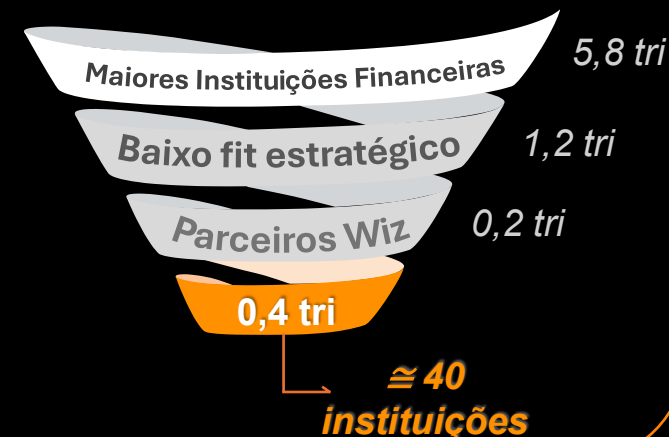 Maiores Instituições Financeiras
5,8 tri
Baixo fit estratégico
1,2 tri
Parceiros Wiz
0,2 tri
0,4 tri
≅ 40
instituições